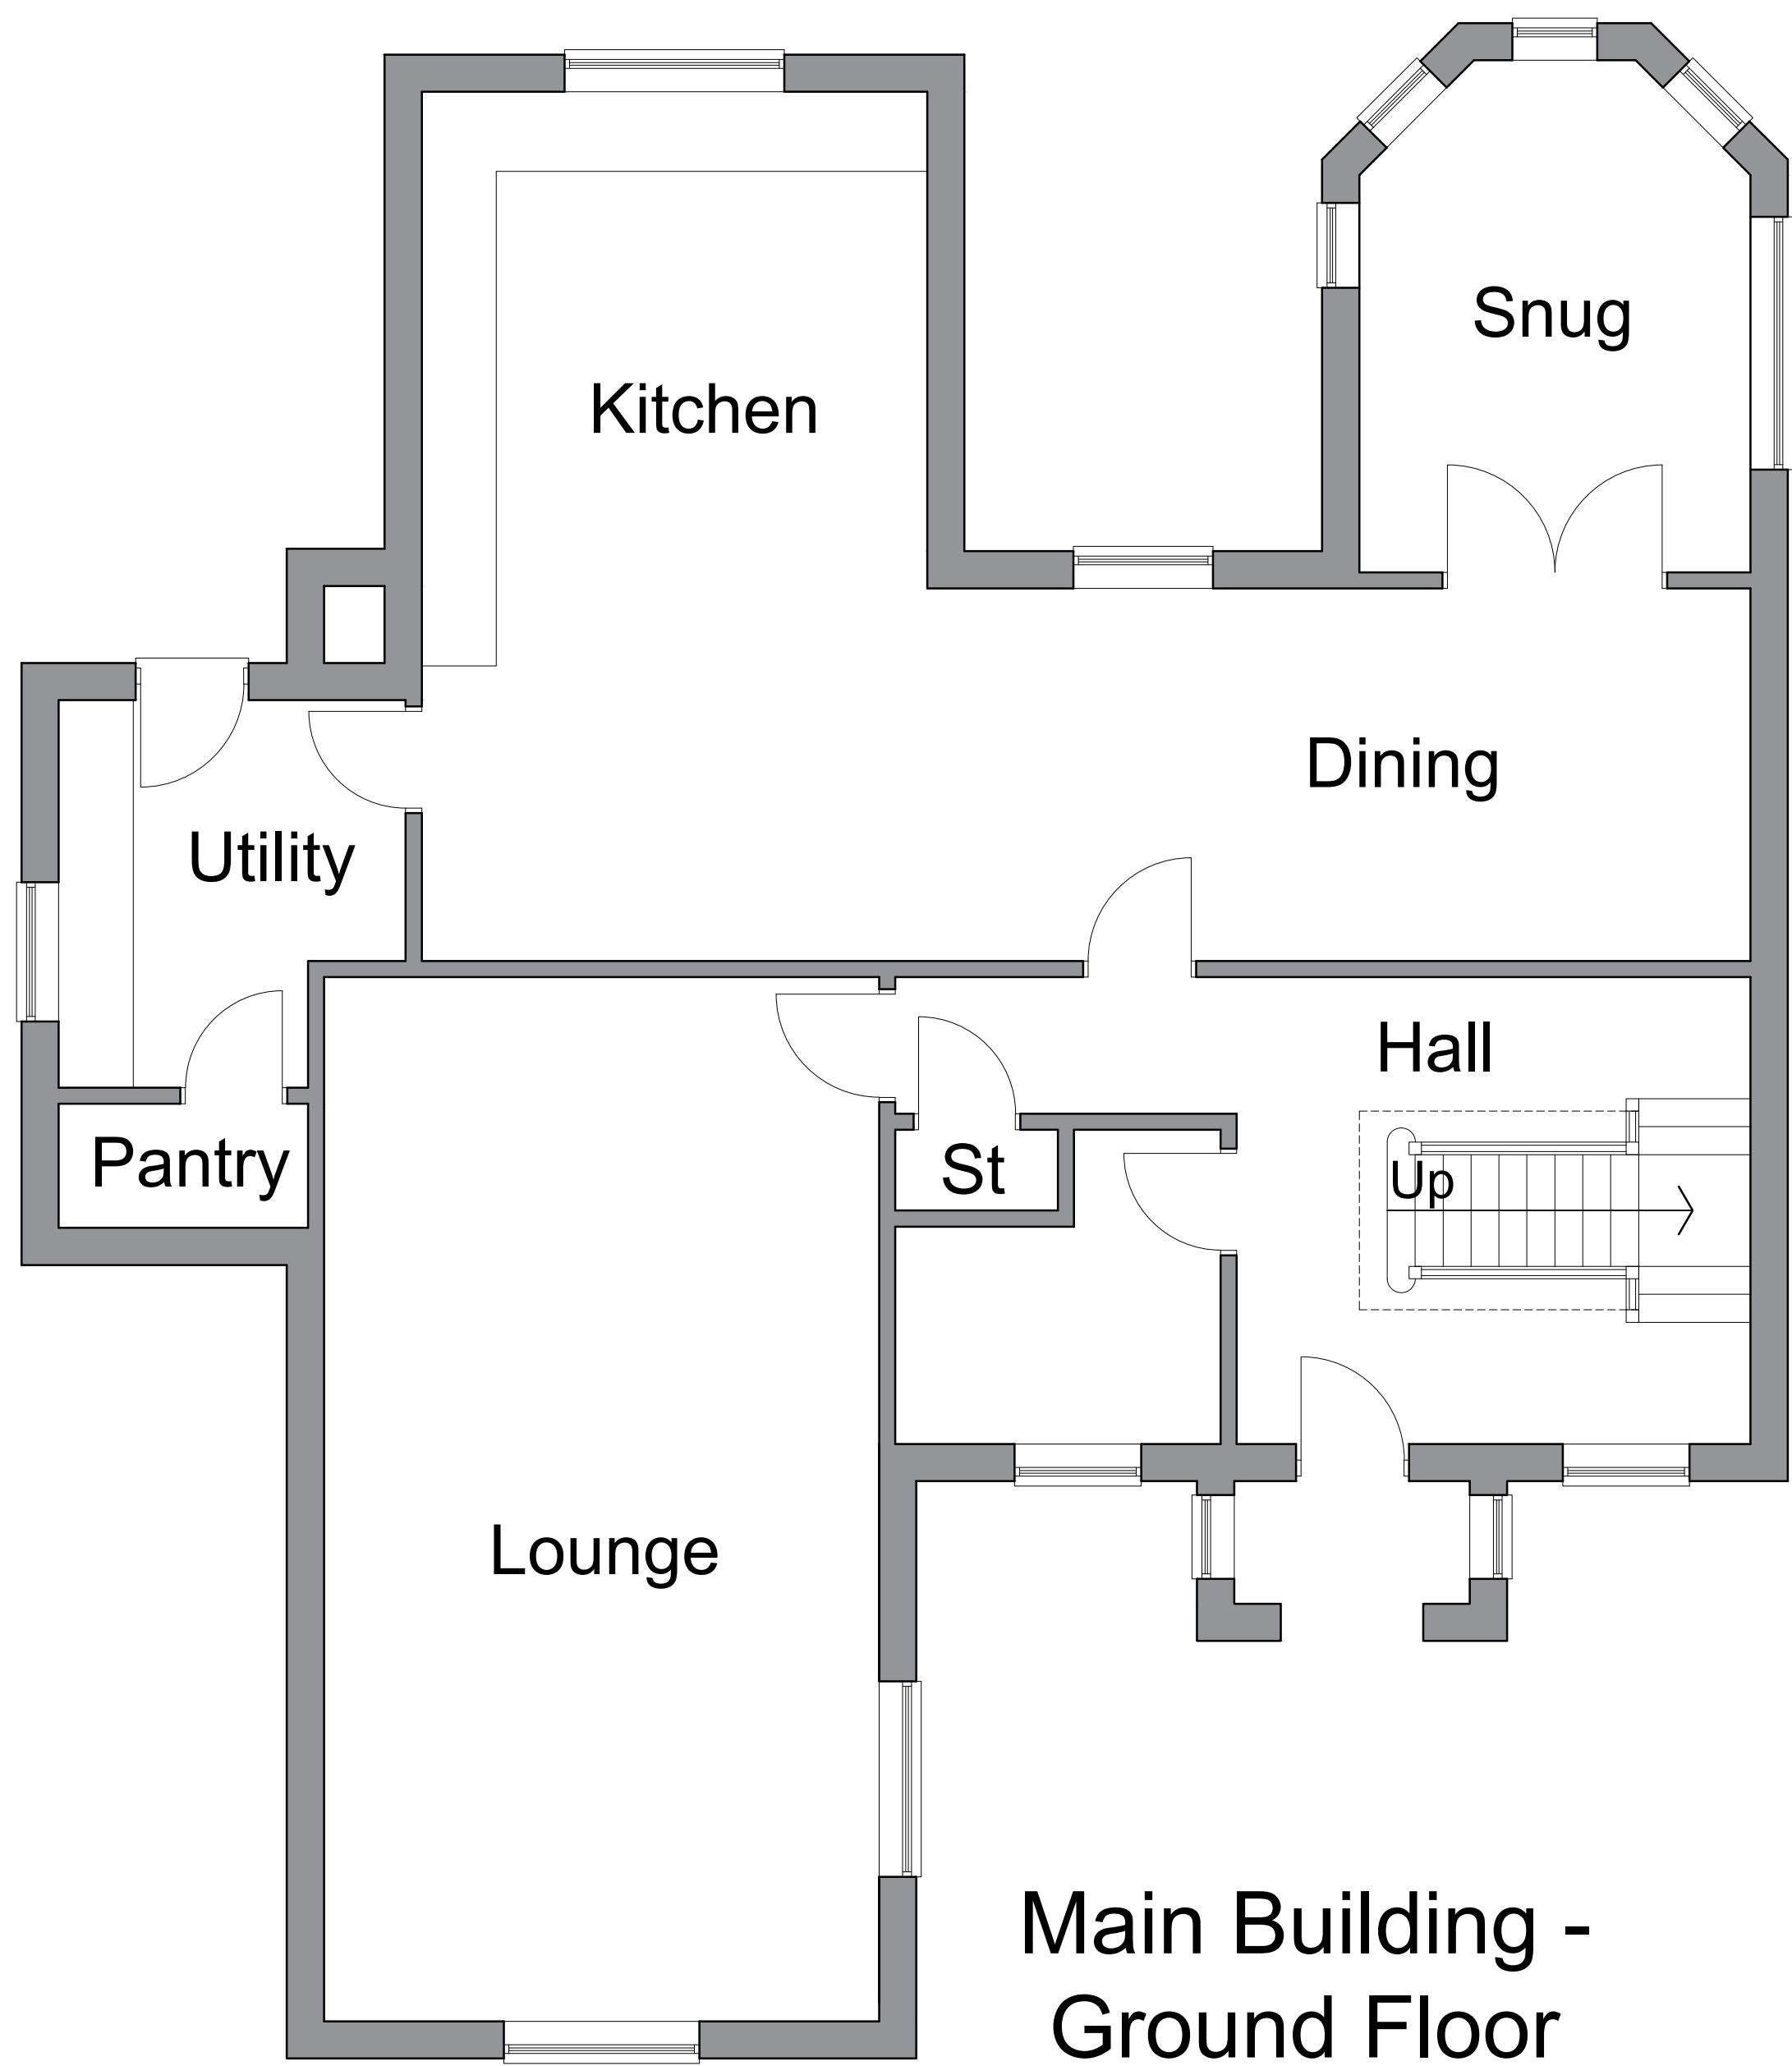 Snug
Kitchen
Dining
Utility
Hall
Pantry
St
Up
Lounge
Main Building -
Ground Floor